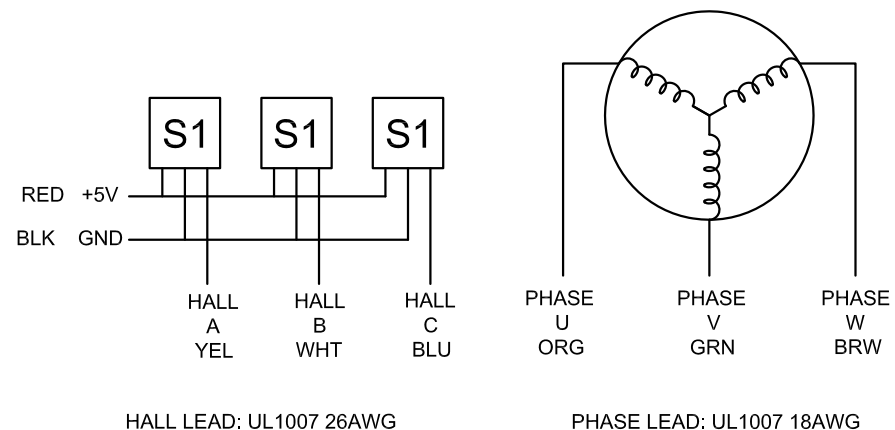 S1
S1
S1
RED +5V
BLK GND
HALL
A
YEL
HALL
B
WHT
HALL
C
BLU
PHASE
U
ORG
PHASE
V
GRN
PHASE
W
BRW
HALL LEAD: UL1007 26AWG
PHASE LEAD: UL1007 18AWG